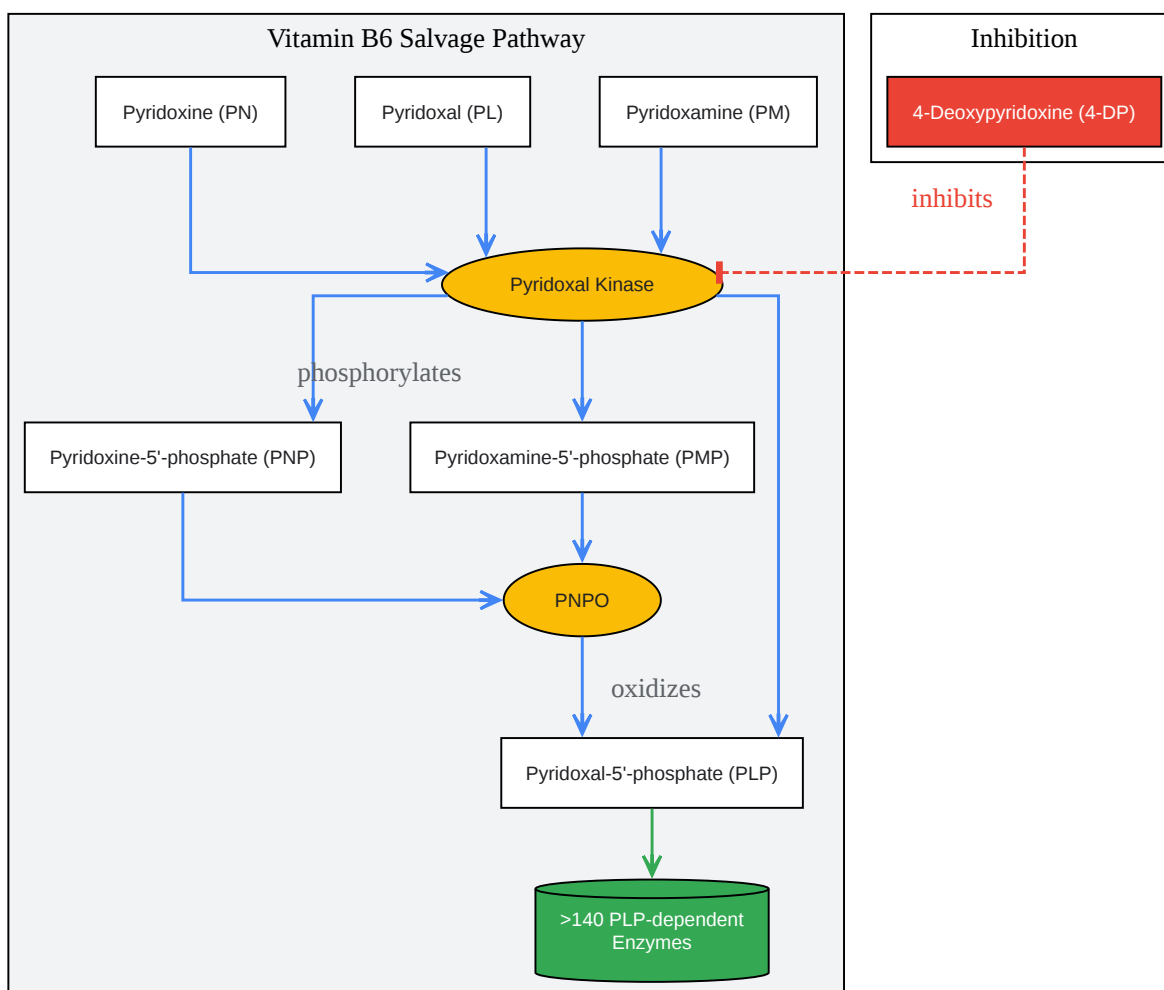 Vitamin B6 Salvage Pathway
Inhibition
Pyridoxine (PN)
Pyridoxal (PL)
Pyridoxamine (PM)
4-Deoxypyridoxine (4-DP)
inhibits
Pyridoxal Kinase
phosphorylates
Pyridoxine-5'-phosphate (PNP)
Pyridoxamine-5'-phosphate (PMP)
PNPO
oxidizes
Pyridoxal-5'-phosphate (PLP)
>140 PLP-dependent
Enzymes